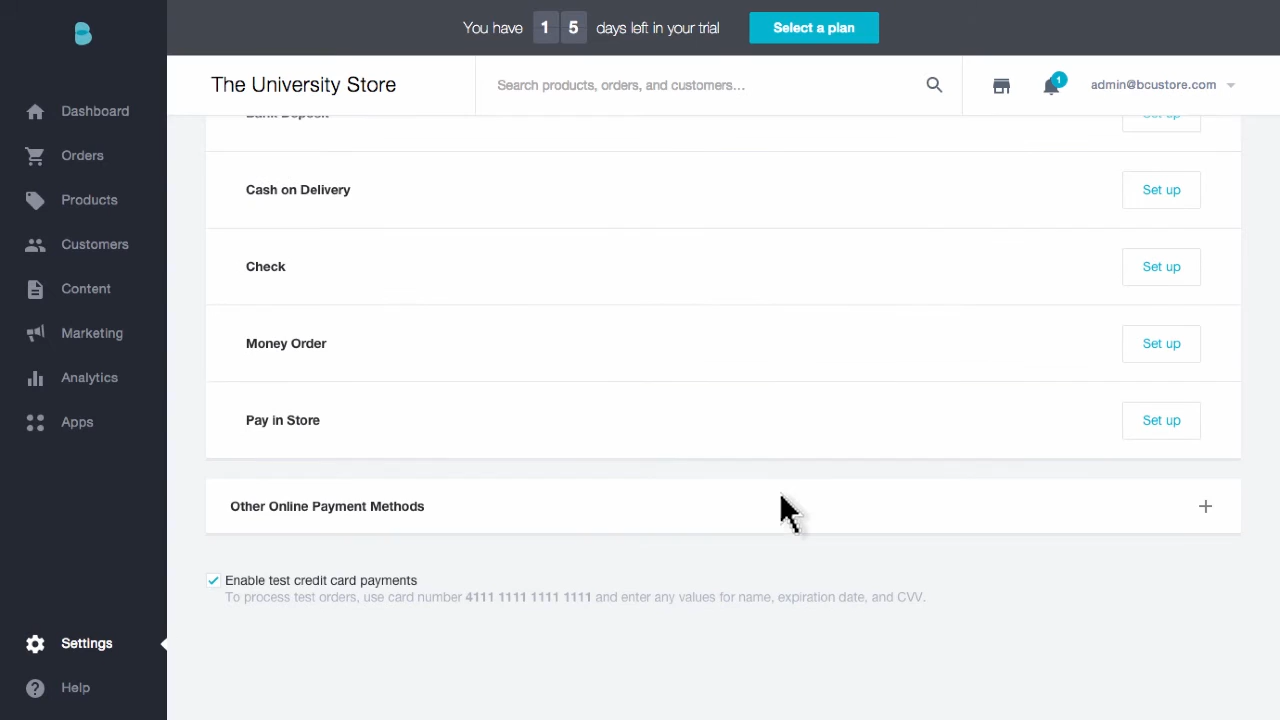 You have 1 5 days left in your trial Select a plan
The University Store Search products, orders, and customers... 1 admin@bcustore.com
Dashboard
Orders
Products
Customers
Content
Marketing
Analytics
Apps
Settings
Help
Bank Deposit Set up
Cash on Delivery Set up
Check Set up
Money Order Set up
Pay in Store Set up
Other Online Payment Methods
Enable test credit card payments
To process test orders, use card number 4111 1111 1111 1111 and enter any values for name, expiration date, and CVV.